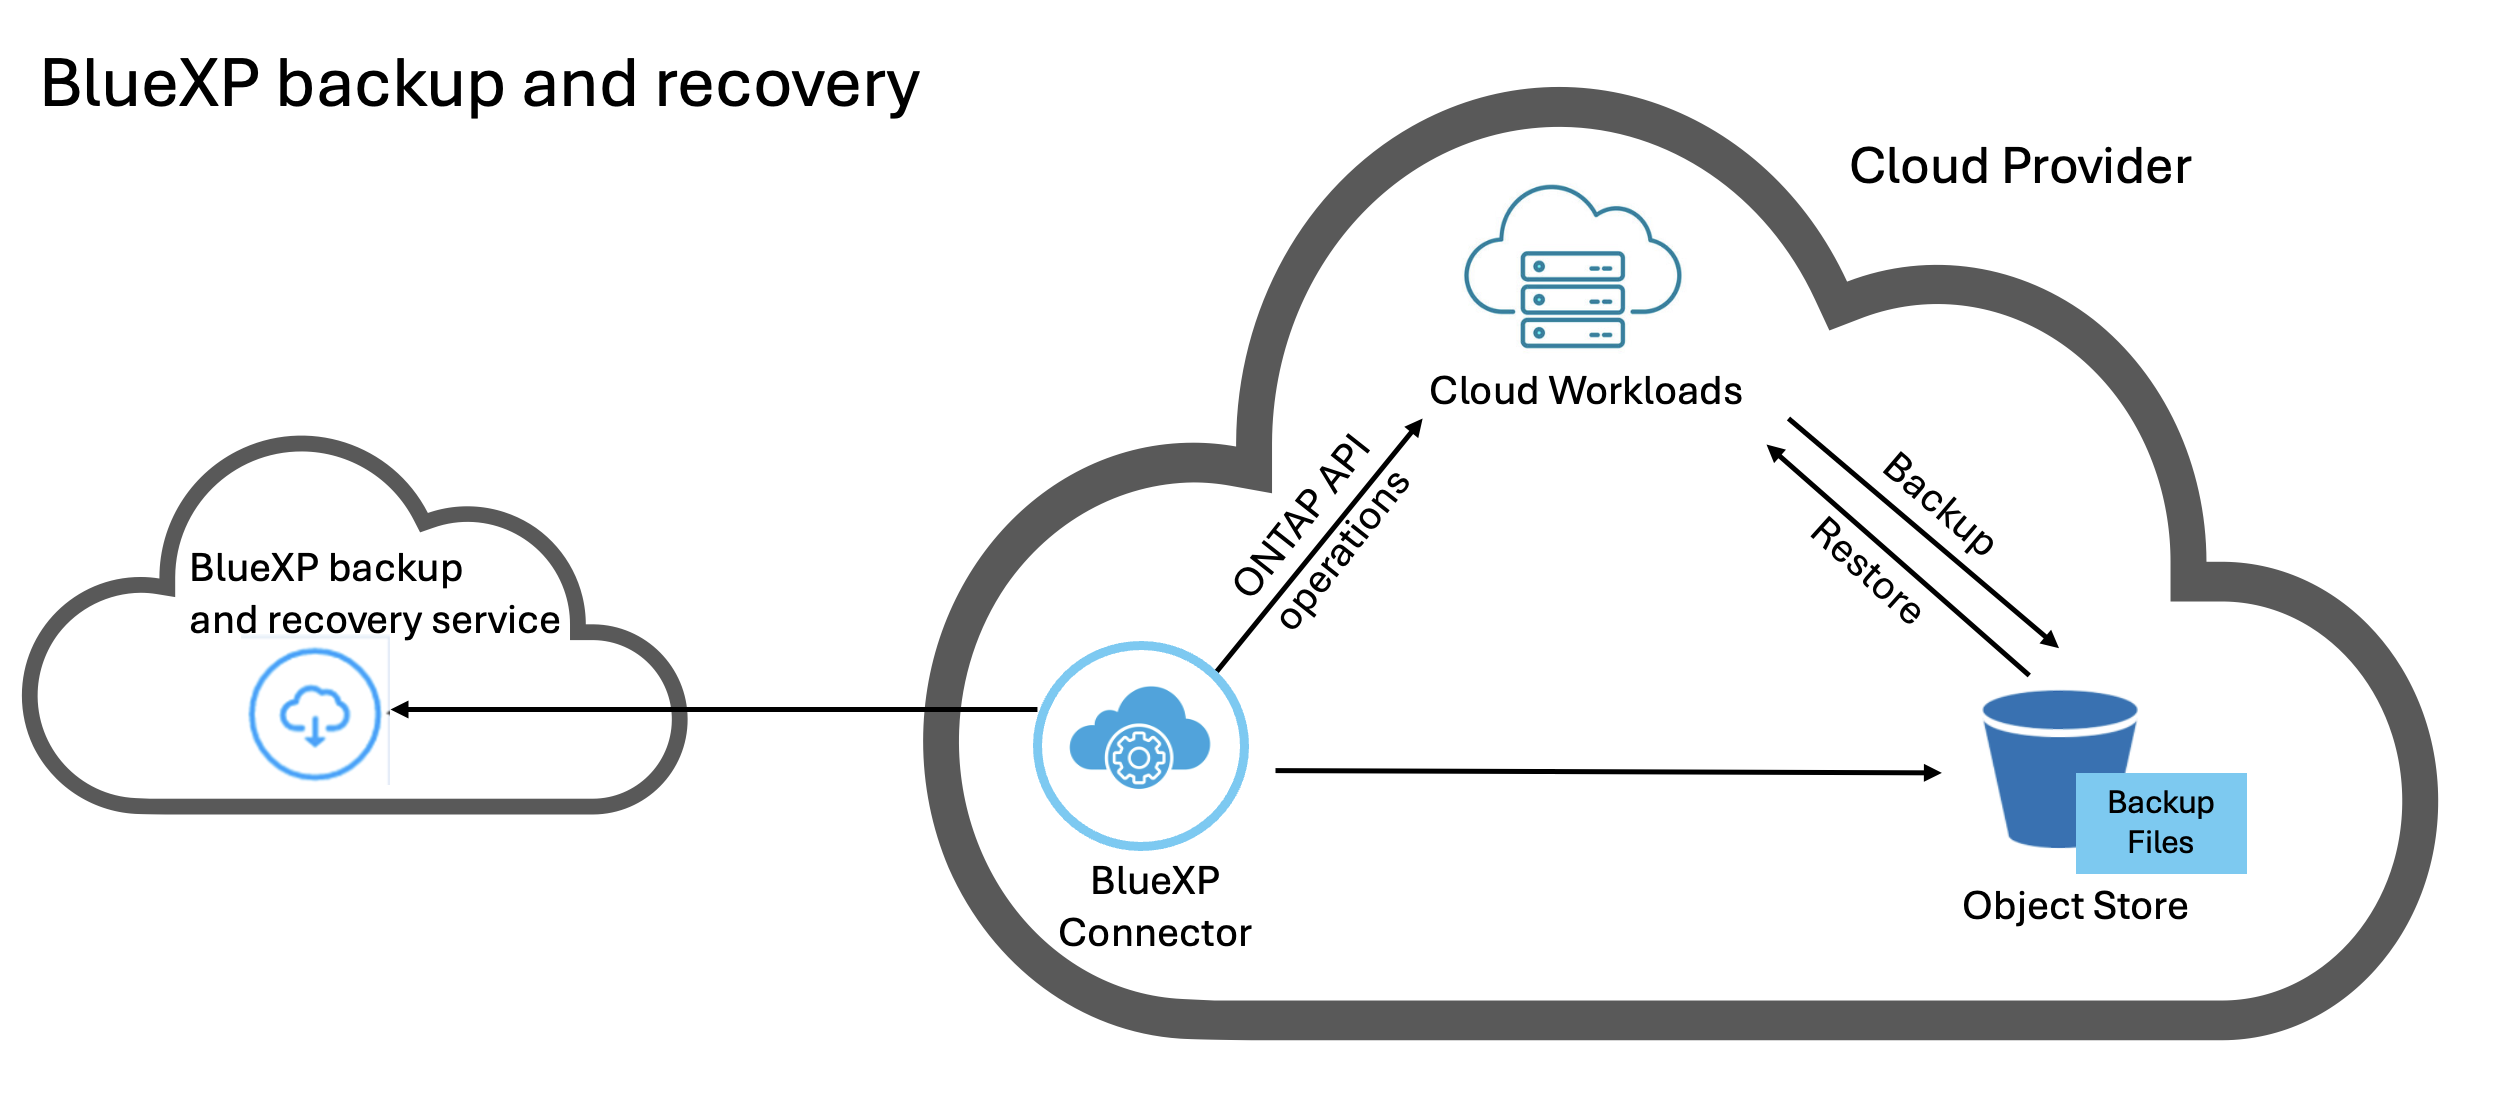 BlueXP backup and recovery
Cloud Provider
Cloud Workloads
ONTAP API
operations
Backup
Restore
BlueXP backup
and recovery service
BlueXP
Connector
Backup
Files
Object Store